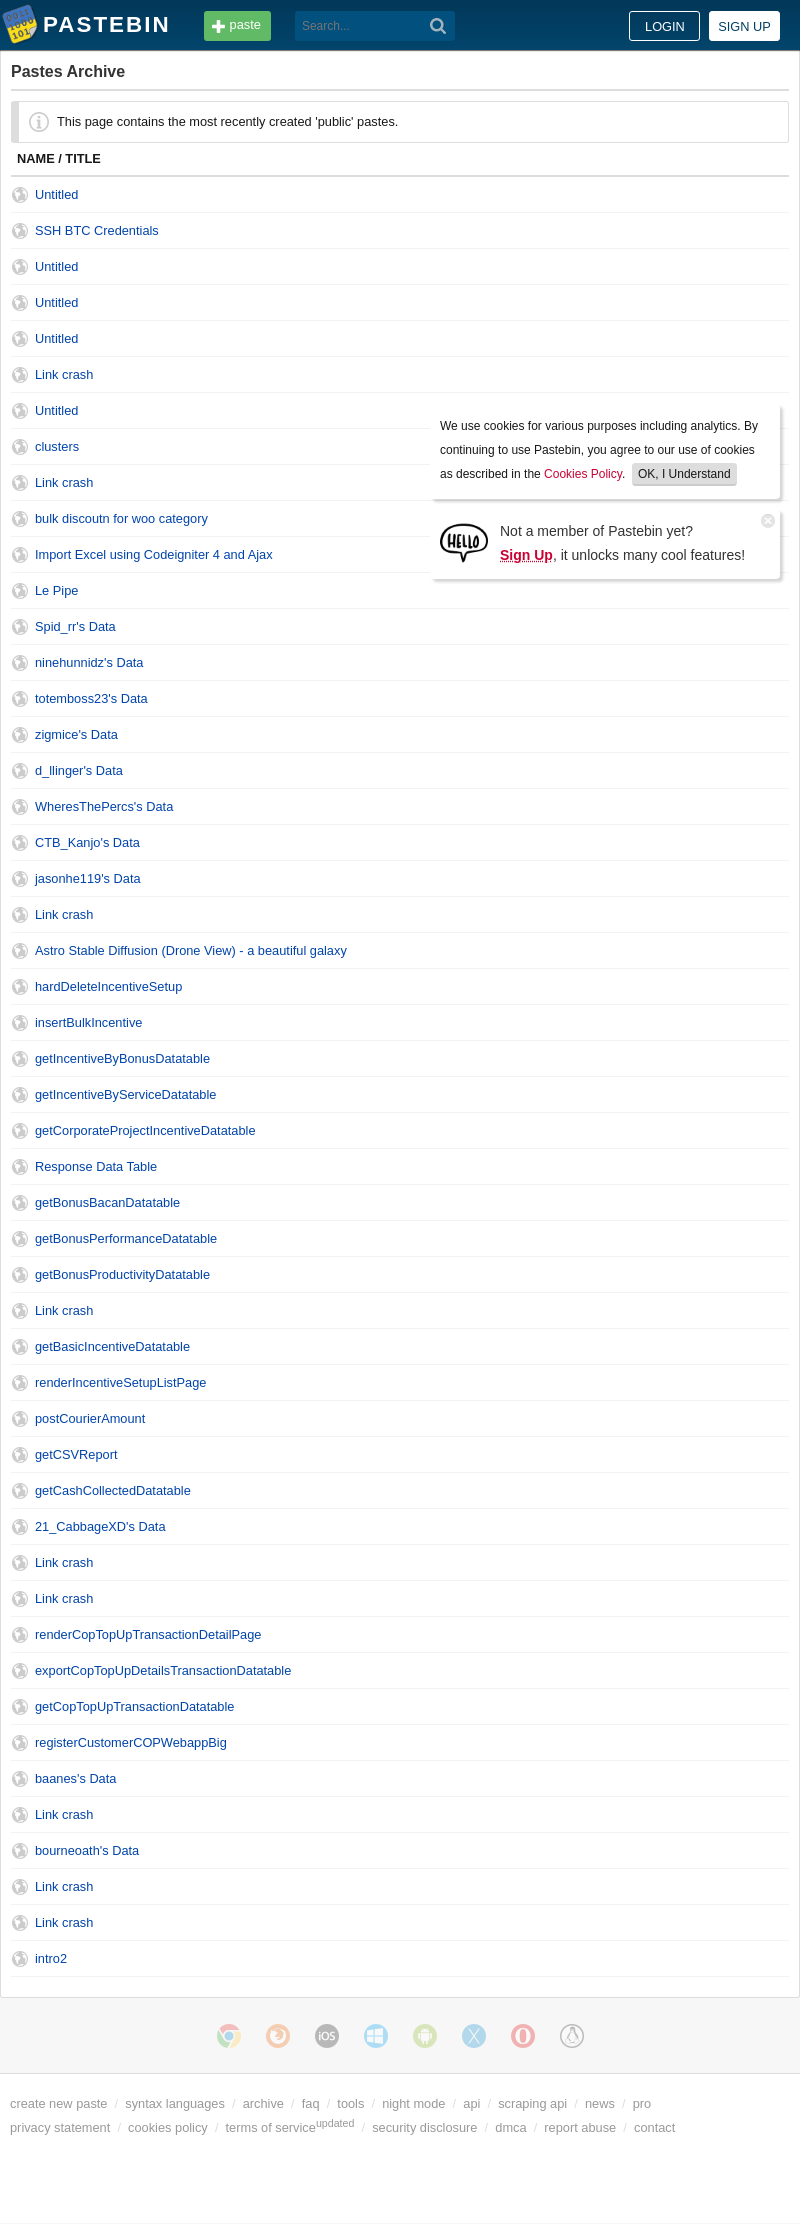 PASTEBIN
paste
Search...
LOGIN
SIGN UP
Pastes Archive
This page contains the most recently created 'public' pastes.
NAME / TITLE
Untitled
SSH BTC Credentials
Untitled
Untitled
Untitled
Link crash
Untitled
clusters
Link crash
bulk discoutn for woo category
Import Excel using Codeigniter 4 and Ajax
We use cookies for various purposes including analytics. By
continuing to use Pastebin, you agree to our use of cookies
as described in the Cookies Policy. OK, I Understand
HELLO
Not a member of Pastebin yet?
Sign Up, it unlocks many cool features!
Le Pipe
Spid_rr's Data
ninehunnidz's Data
totemboss23's Data
zigmice's Data
d_llinger's Data
WheresThePercs's Data
CTB_Kanjo's Data
jasonhe119's Data
Link crash
Astro Stable Diffusion (Drone View) - a beautiful galaxy
hardDeleteIncentiveSetup
insertBulkIncentive
getIncentiveByBonusDatatable
getIncentiveByServiceDatatable
getCorporateProjectIncentiveDatatable
Response Data Table
getBonusBacanDatatable
getBonusPerformanceDatatable
getBonusProductivityDatatable
Link crash
getBasicIncentiveDatatable
renderIncentiveSetupListPage
postCourierAmount
getCSVReport
getCashCollectedDatatable
21_CabbageXD's Data
Link crash
Link crash
renderCopTopUpTransactionDetailPage
exportCopTopUpDetailsTransactionDatatable
getCopTopUpTransactionDatatable
registerCustomerCOPWebappBig
baanes's Data
Link crash
bourneoath's Data
Link crash
Link crash
intro2
iOS
create new paste / syntax languages / archive / faq / tools / night mode / api / scraping api / news / pro
privacy statement / cookies policy / terms of service updated / security disclosure / dmca / report abuse / contact